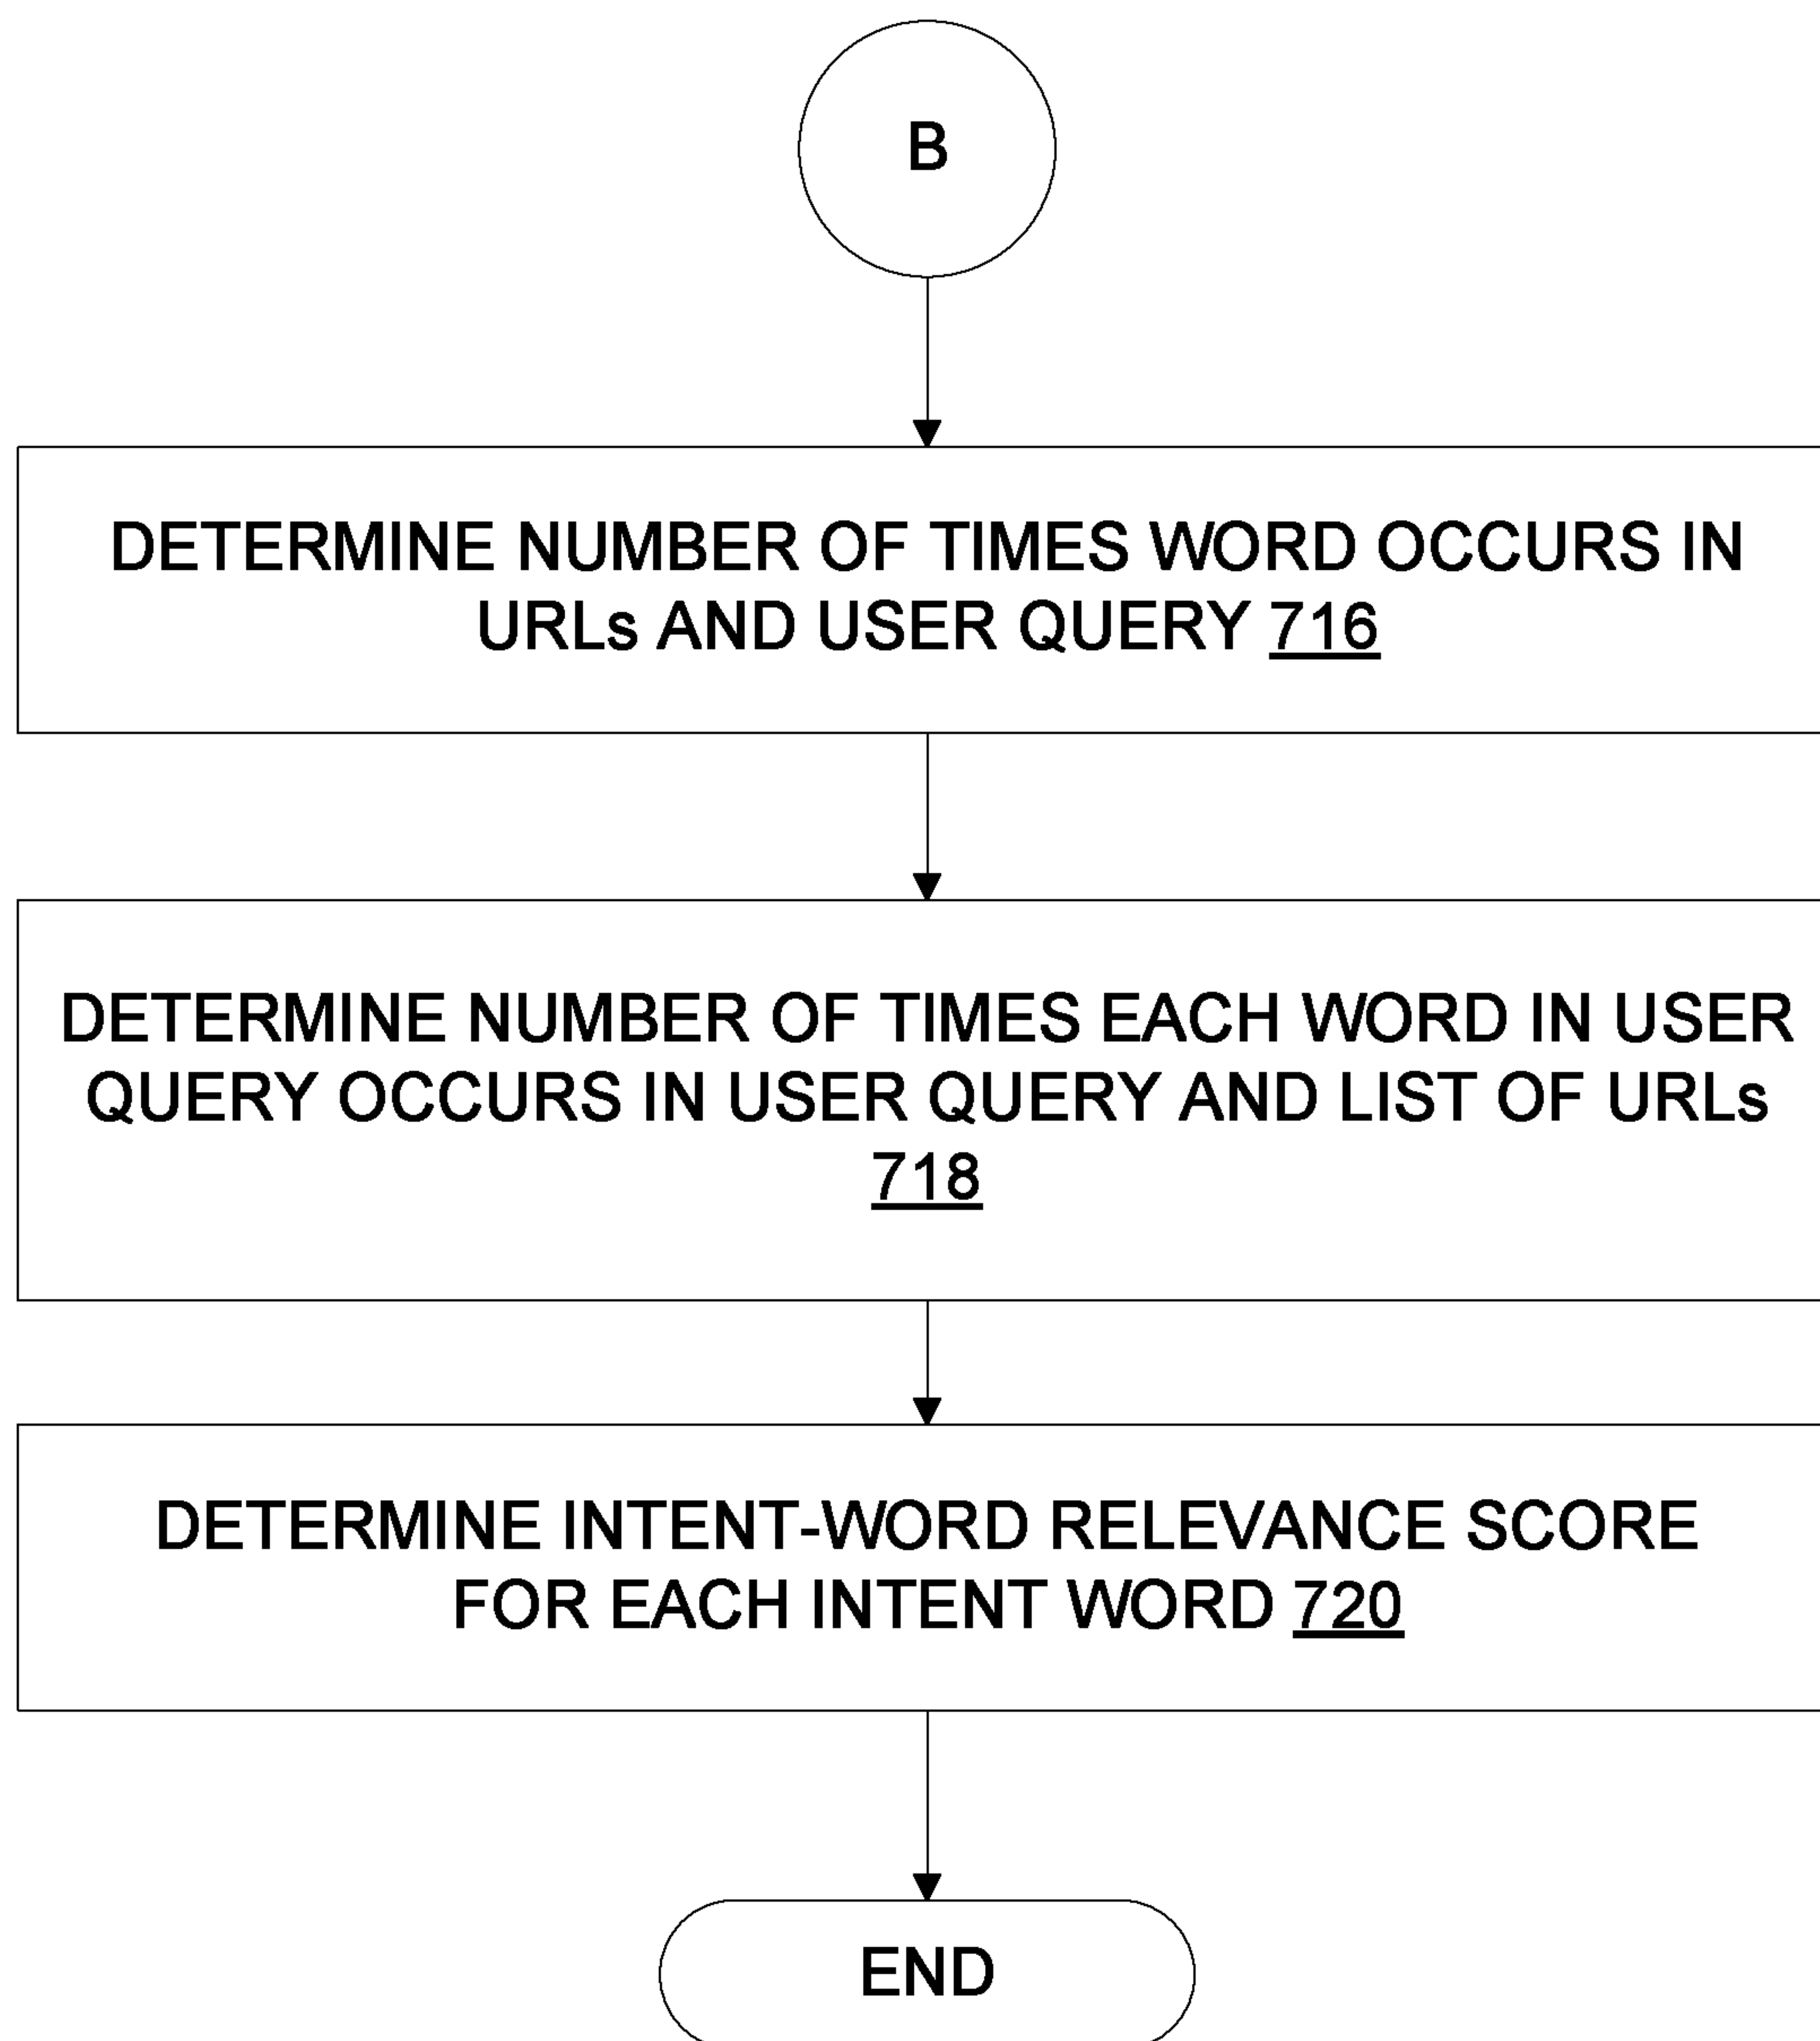 B
DETERMINE NUMBER OF TIMES WORD OCCURS IN
URLs AND USER QUERY 716
DETERMINE NUMBER OF TIMES EACH WORD IN USER
QUERY OCCURS IN USER QUERY AND LIST OF URLs
718
DETERMINE INTENT-WORD RELEVANCE SCORE
FOR EACH INTENT WORD 720
END